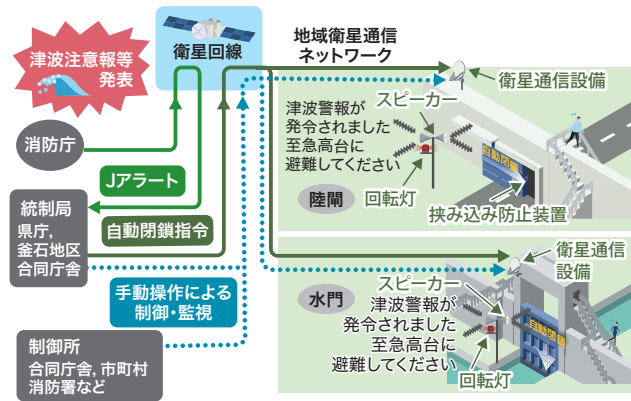 津波注意報等
発表
衛星回線
地域衛星通信
ネットワーク
衛星通信設備
消防庁
Jアラート
統制局
県庁,
釜石地区
合同庁舎
自動閉鎖指令
手動操作による
制御・監視
制御所
合同庁舎, 市町村
消防署など
スピーカー
津波警報が
発令されました
至急高台に
避難してください
自動閉鎖
陸閘
回転灯
挟み込み防止装置
衛星通信
設備
スピーカー
水門
津波警報が
発令されました
至急高台に
避難してください
自動閉鎖
回転灯